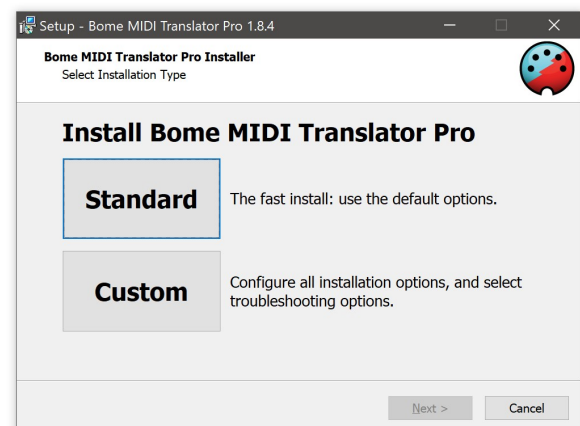 Setup - Bome MIDI Translator Pro 1.8.4
Bome MIDI Translator Pro Installer
Select Installation Type
Install Bome MIDI Translator Pro
Standard
The fast install: use the default options.
Custom
Configure all installation options, and select
troubleshooting options.
Next >
Cancel